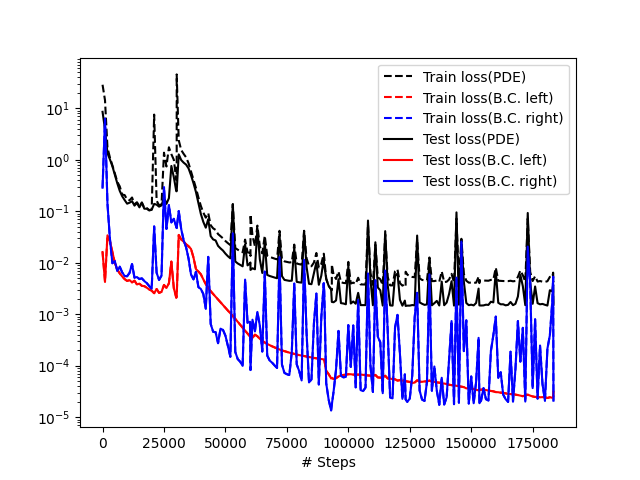 10¹
10⁰
10⁻¹
10⁻²
10⁻³
10⁻⁴
10⁻⁵
Train loss(PDE)
Train loss(B.C. left)
Train loss(B.C. right)
Test loss(PDE)
Test loss(B.C. left)
Test loss(B.C. right)
0 25000 50000 75000 100000 125000 150000 175000
# Steps